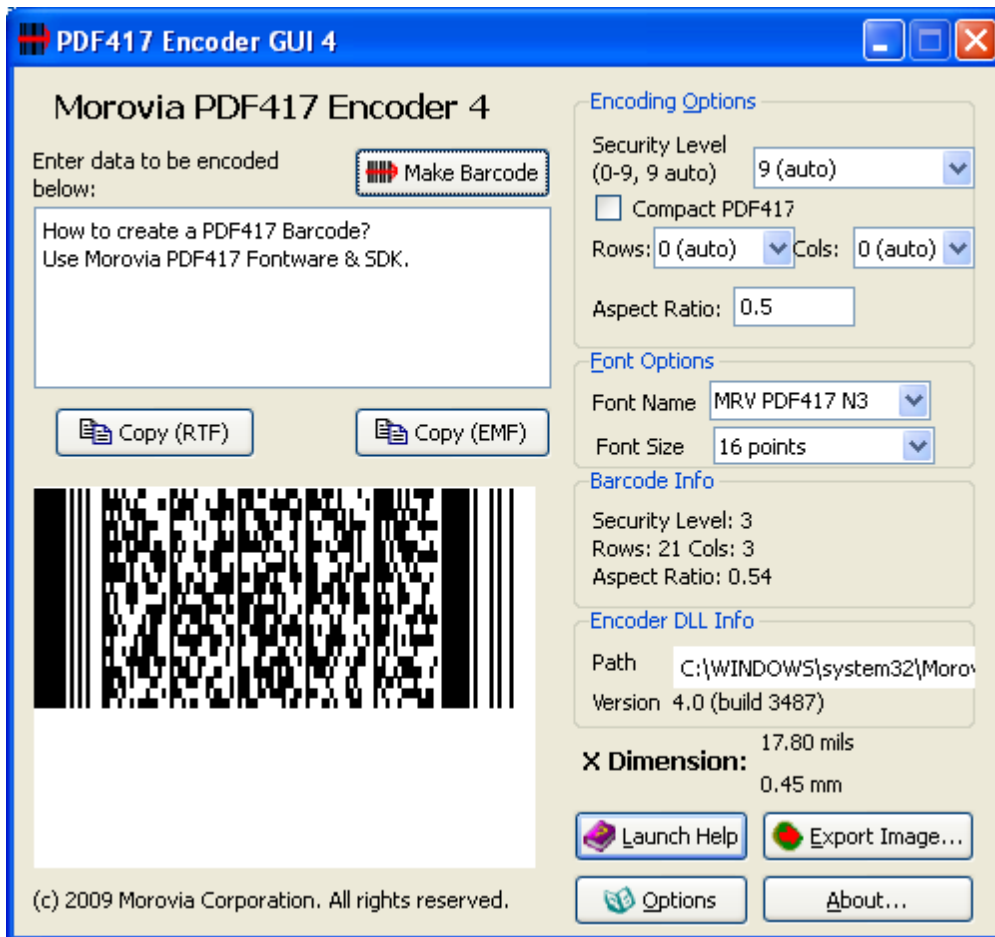 PDF417 Encoder GUI 4
Morovia PDF417 Encoder 4
Enter data to be encoded
below:
Make Barcode
How to create a PDF417 Barcode?
Use Morovia PDF417 Fontware & SDK.
Copy (RTF)
Copy (EMF)
(c) 2009 Morovia Corporation. All rights reserved.
Encoding Options
Security Level
(0-9, 9 auto)
9 (auto)
Compact PDF417
Rows: 0 (auto) Cols: 0 (auto)
Aspect Ratio: 0.5
Font Options
Font Name MRV PDF417 N3
Font Size 16 points
Barcode Info
Security Level: 3
Rows: 21 Cols: 3
Aspect Ratio: 0.54
Encoder DLL Info
Path C:\WINDOWS\system32\Morov
Version 4.0 (build 3487)
X Dimension:
17.80 mils
0.45 mm
Launch Help
Export Image...
Options
About...